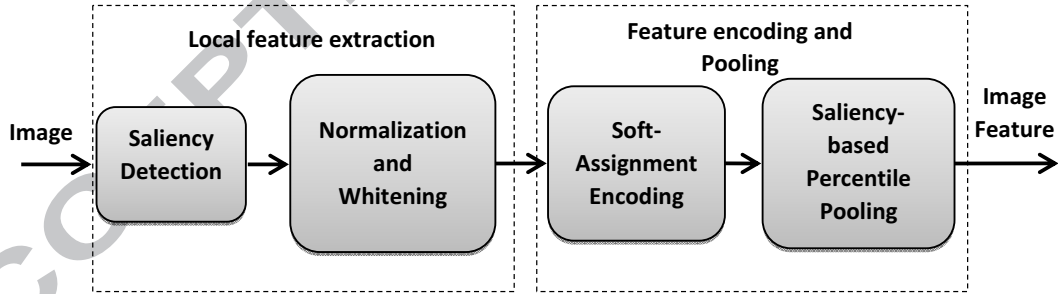 Local feature extraction
Feature encoding and
Pooling
Image
Saliency
Detection
Normalization
and
Whitening
Soft-
Assignment
Encoding
Saliency-
based
Percentile
Pooling
Image
Feature